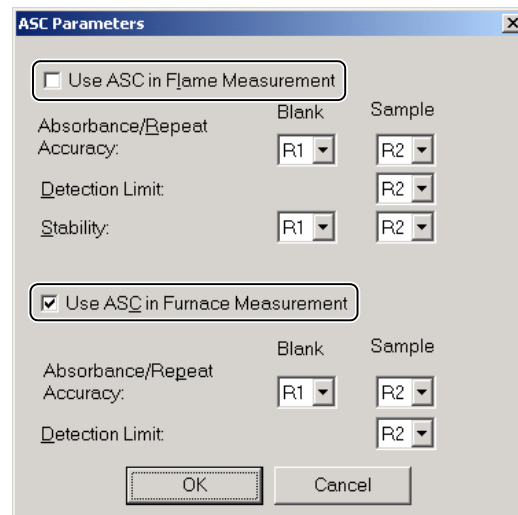 ASC Parameters
Use ASC in Flame Measurement
Blank Sample
Absorbance/Repeat
Accuracy: R1 R2
Detection Limit: R2
Stability: R1 R2
Use ASC in Furnace Measurement
Blank Sample
Absorbance/Repeat
Accuracy: R1 R2
Detection Limit: R2
OK Cancel